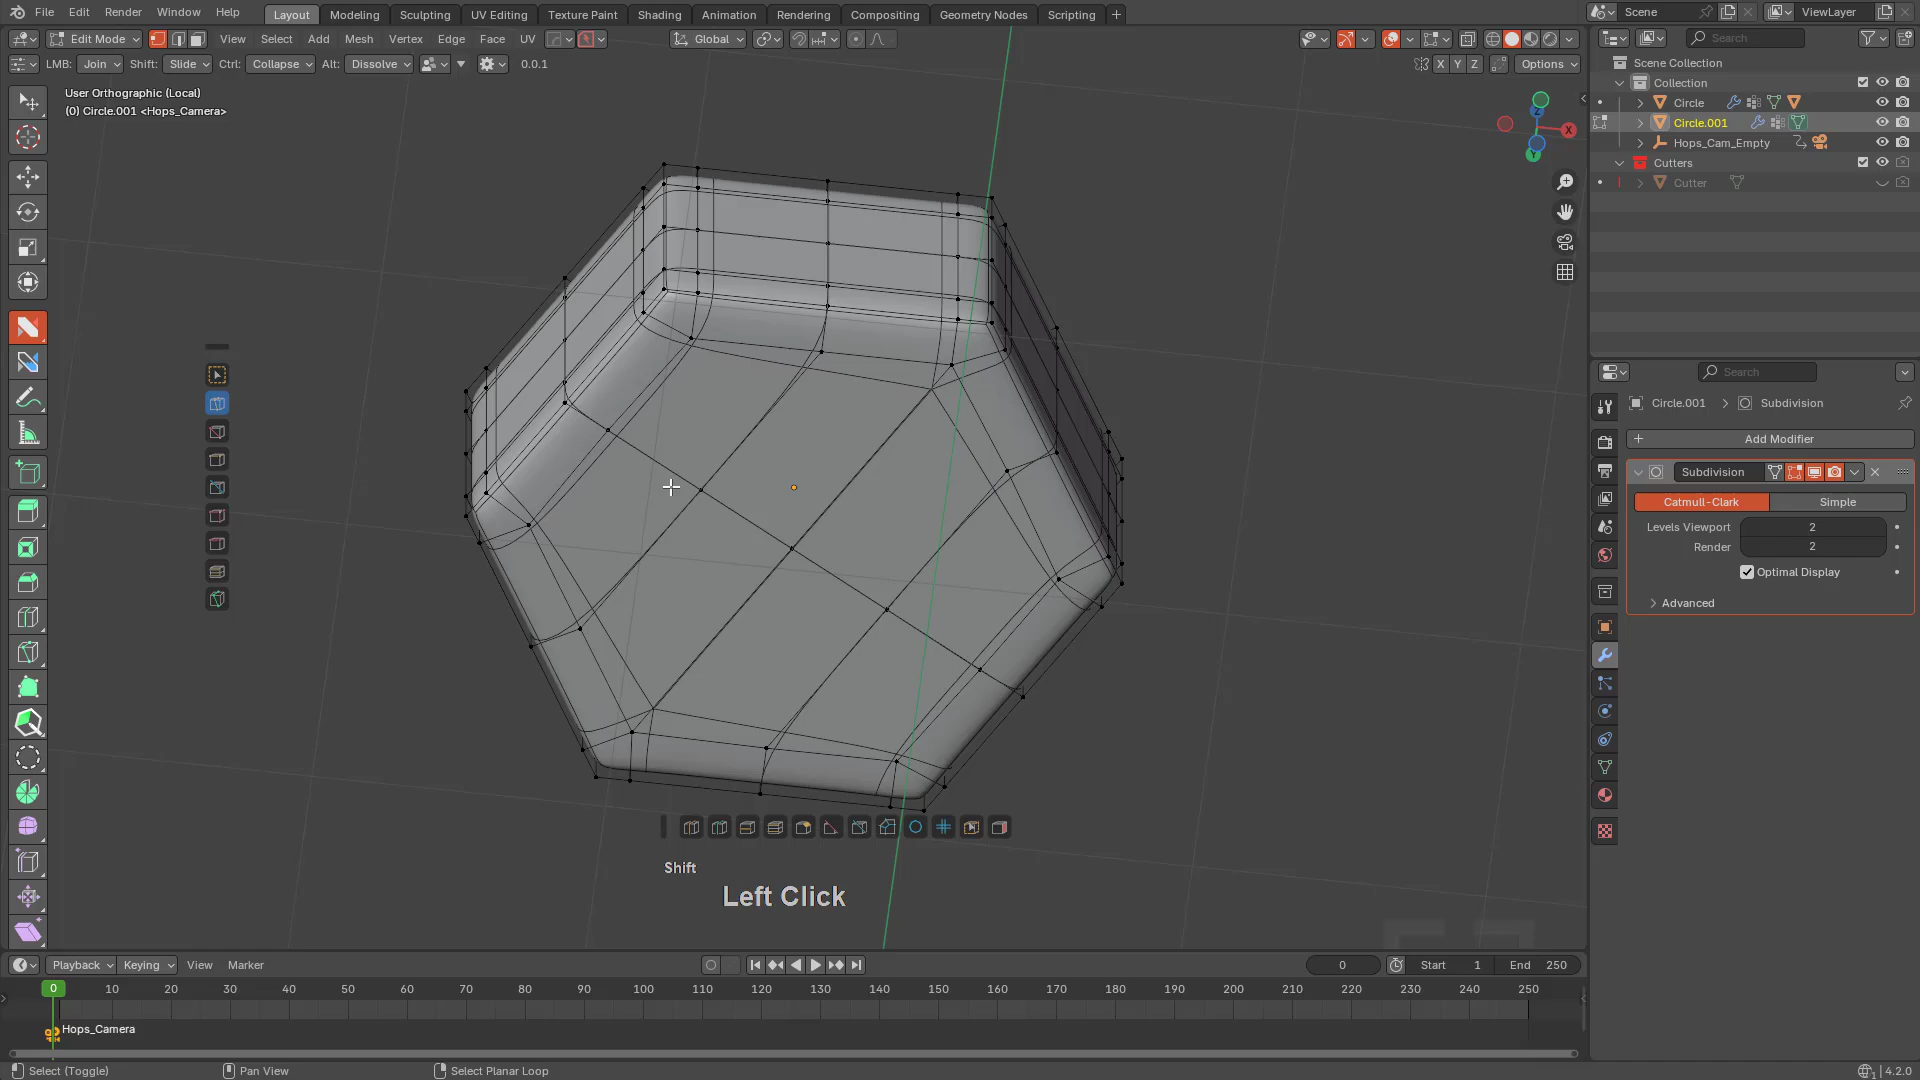 File Edit Render Window Help Layout Modeling Sculpting UV Editing Texture Paint Shading Animation Rendering Compositing Geometry Nodes Scripting Scene ViewLayer
Edit Mode View Select Add Mesh Vertex Edge Face UV Global Search
LMB: Join Shift: Slide Ctrl: Collapse Alt: Dissolve 0.0.1 X Y Z Options
Scene Collection
Collection
Circle
Circle.001
Hops_Cam_Empty
Cutters
Cutter
User Orthographic (Local)
(0) Circle.001 <Hops_Camera>
Z
X
Y
Search
Circle.001 Subdivision
Add Modifier
Subdivision
Catmull-Clark Simple
Levels Viewport 2
Render 2
Optimal Display
Advanced
Shift
Left Click
Playback Keying View Marker 0 Start 1 End 250
0 10 20 30 40 50 60 70 80 90 100 110 120 130 140 150 160 170 180 190 200 210 220 230 240 250
Hops_Camera
Select (Toggle) Pan View Select Planar Loop 4.2.0